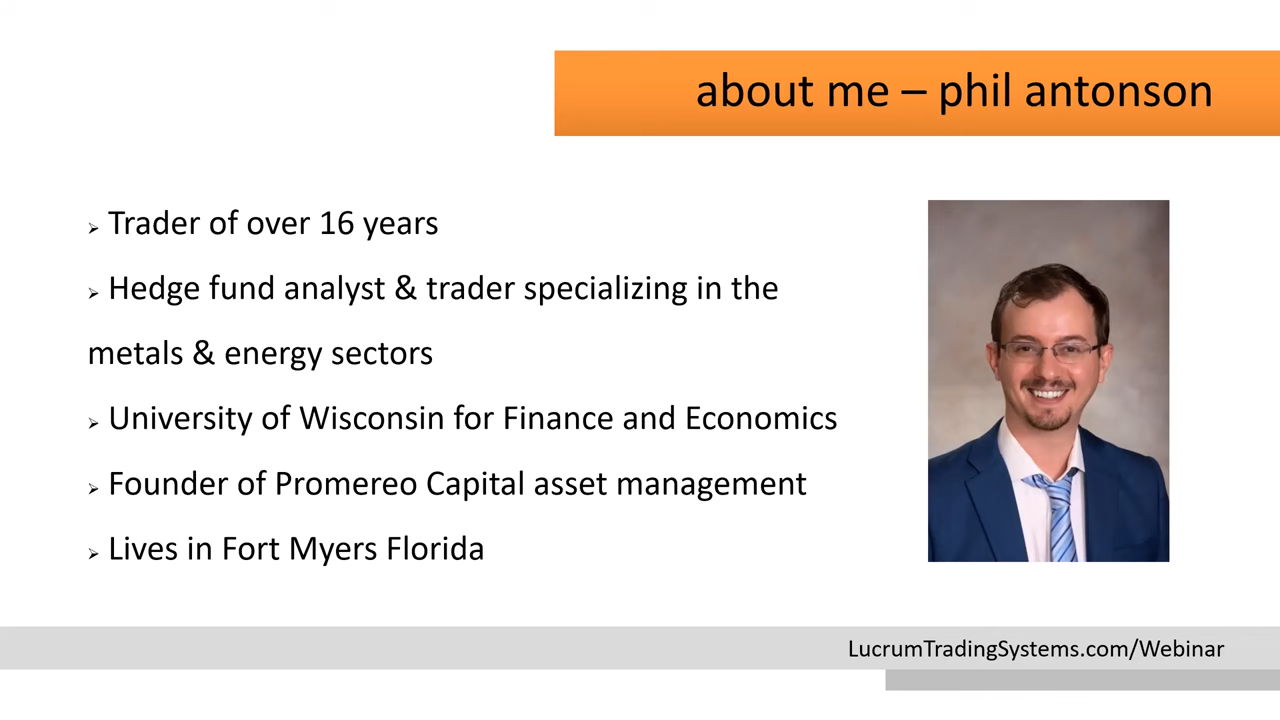 about me – phil antonson
➢ Trader of over 16 years
➢ Hedge fund analyst & trader specializing in the
metals & energy sectors
➢ University of Wisconsin for Finance and Economics
➢ Founder of Promereo Capital asset management
➢ Lives in Fort Myers Florida
LucrumTradingSystems.com/Webinar